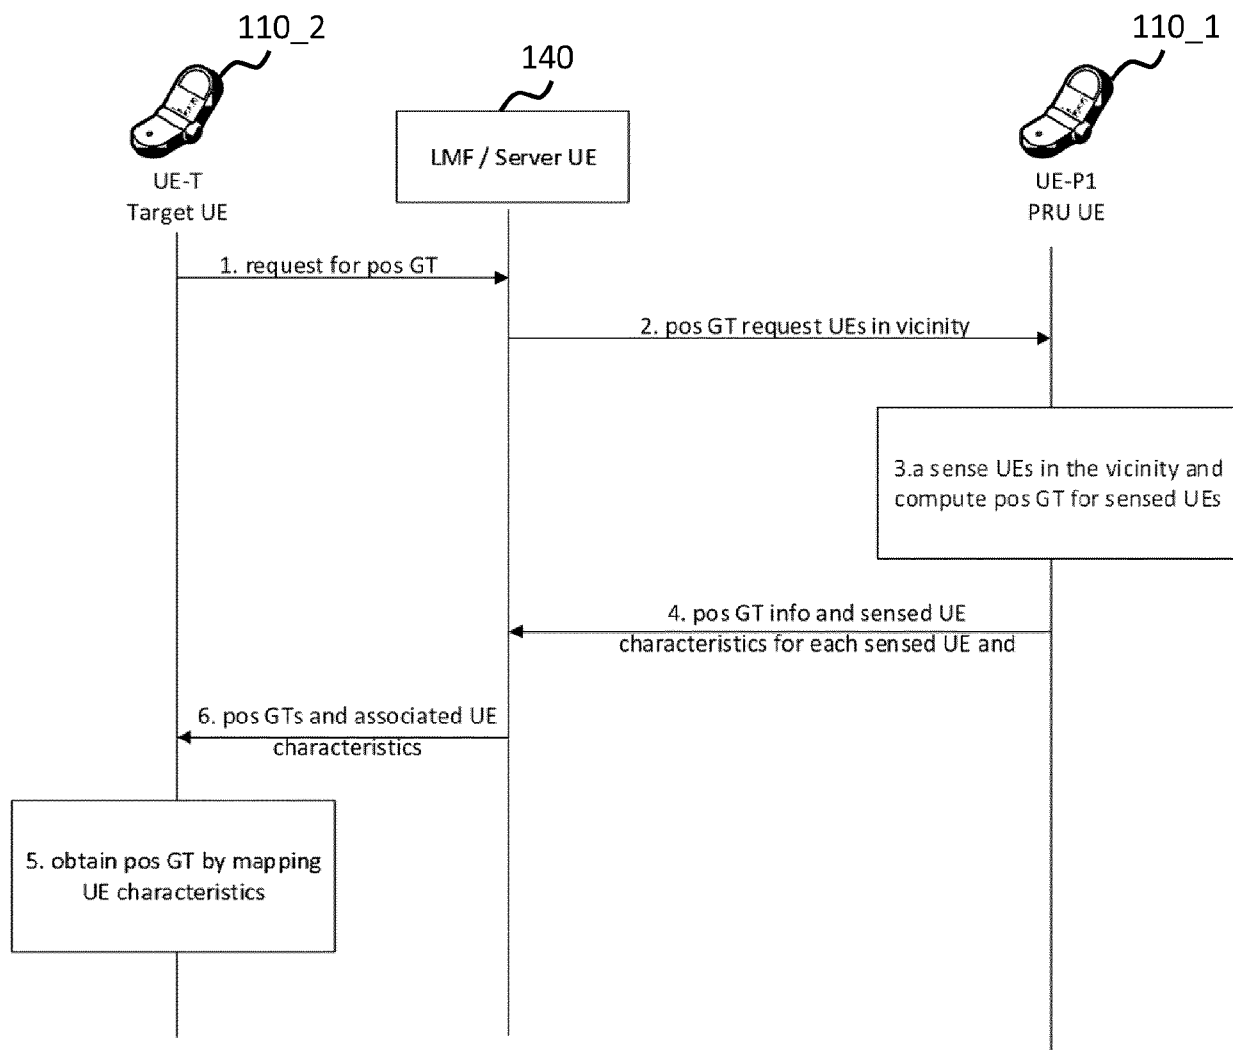 110_2
140
110_1
LMF / Server UE
UE-T
Target UE
UE-P1
PRU UE
1. request for pos GT
2. pos GT request UEs in vicinity
3.a sense UEs in the vicinity and
compute pos GT for sensed UEs
4. pos GT info and sensed UE
characteristics for each sensed UE and
6. pos GTs and associated UE
characteristics
5. obtain pos GT by mapping
UE characteristics